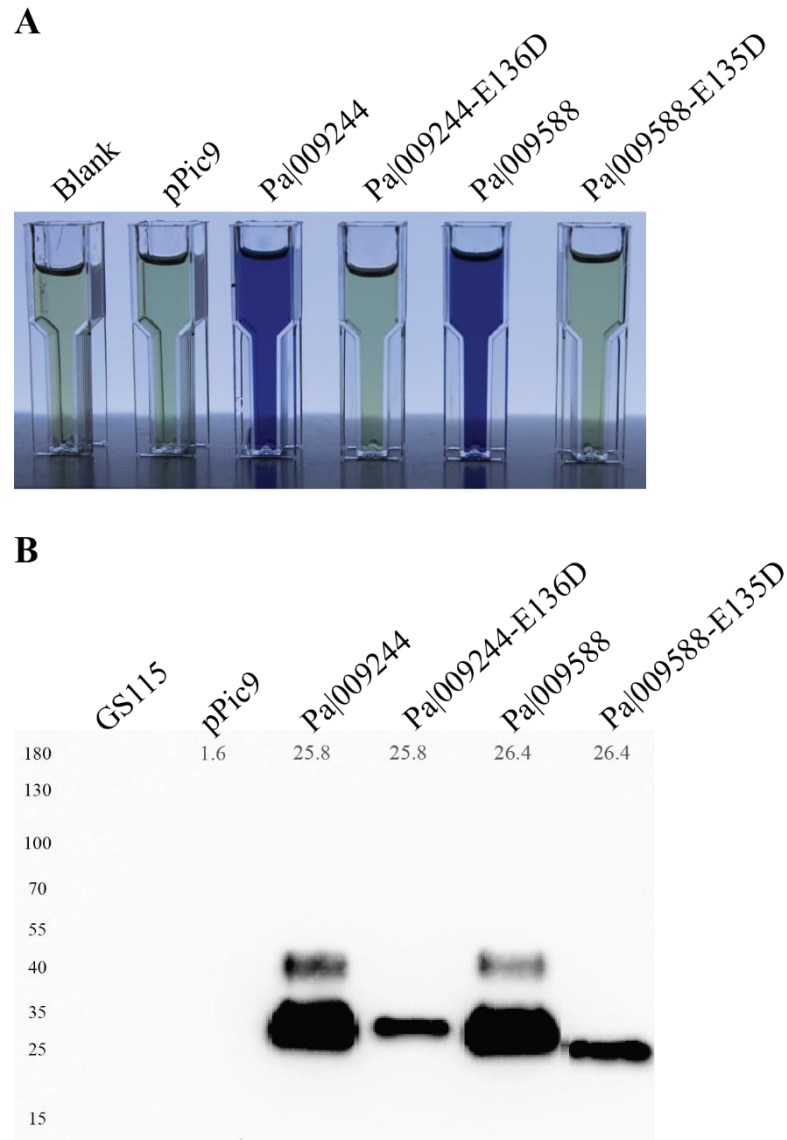 A
Blank pPic9 Pa|009244 Pa|009244-E136D Pa|009588 Pa|009588-E135D
B
GS115 pPic9 Pa|009244 Pa|009244-E136D Pa|009588 Pa|009588-E135D
180 1.6 25.8 25.8 26.4 26.4
130
100
70
55
40
35
25
15